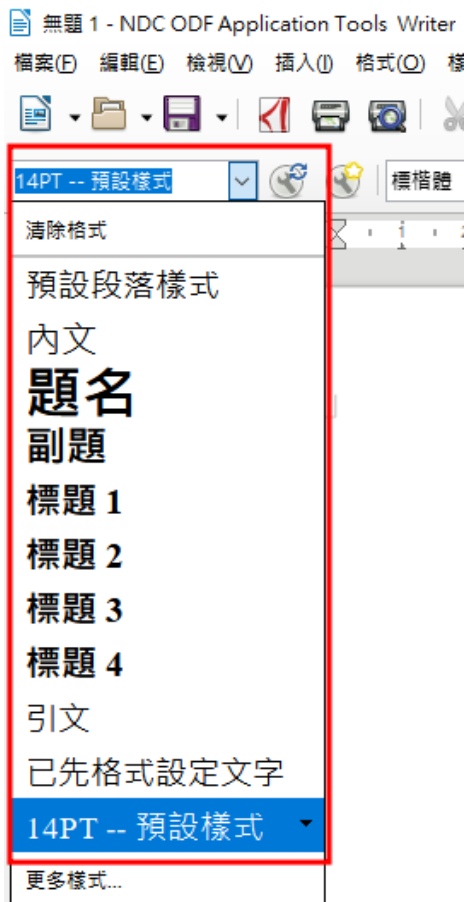 無題 1 - NDC ODF Application Tools Writer
檔案(F) 編輯(E) 檢視(V) 插入(I) 格式(O)
14PT -- 預設樣式 標楷體
清除格式
1
預設段落樣式
內文
題名
副題
標題 1
標題 2
標題 3
標題 4
引文
已先格式設定文字
14PT -- 預設樣式
更多樣式...